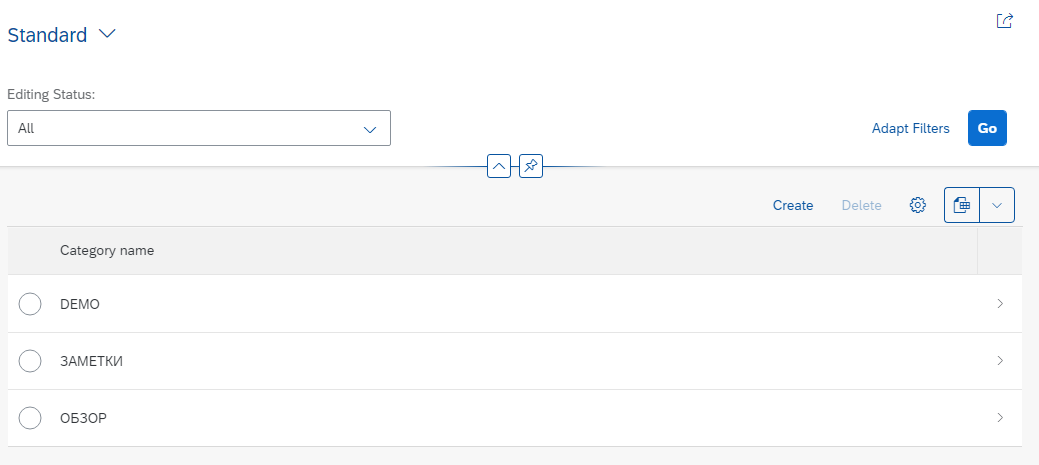 Standard
Editing Status:
All
Adapt Filters Go
Create Delete
Category name
DEMO
ЗАМЕТКИ
ОБЗОР